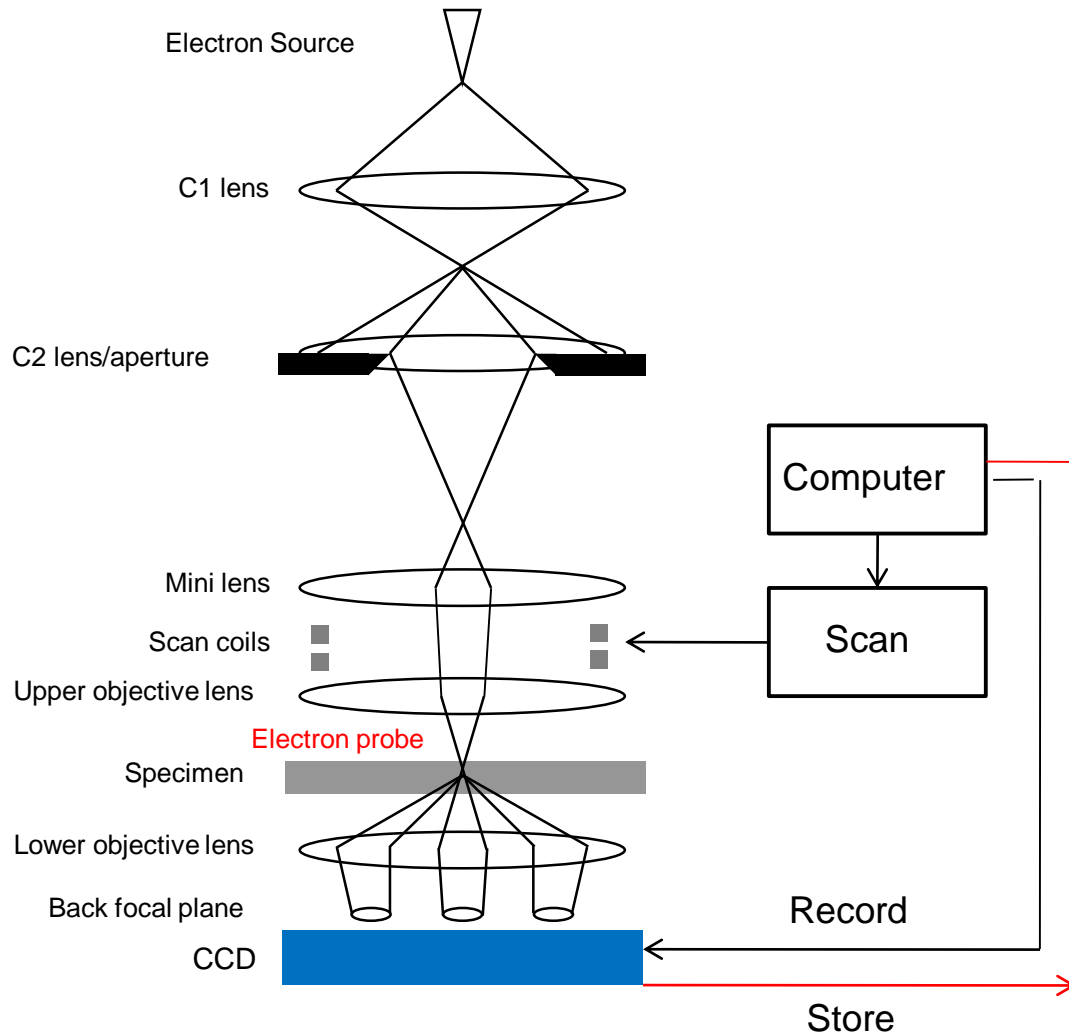 Electron Source
C1 lens
C2 lens/aperture
Computer
Mini lens
Scan coils
Scan
Upper objective lens
Electron probe
Specimen
Lower objective lens
Back focal plane
Record
CCD
Store